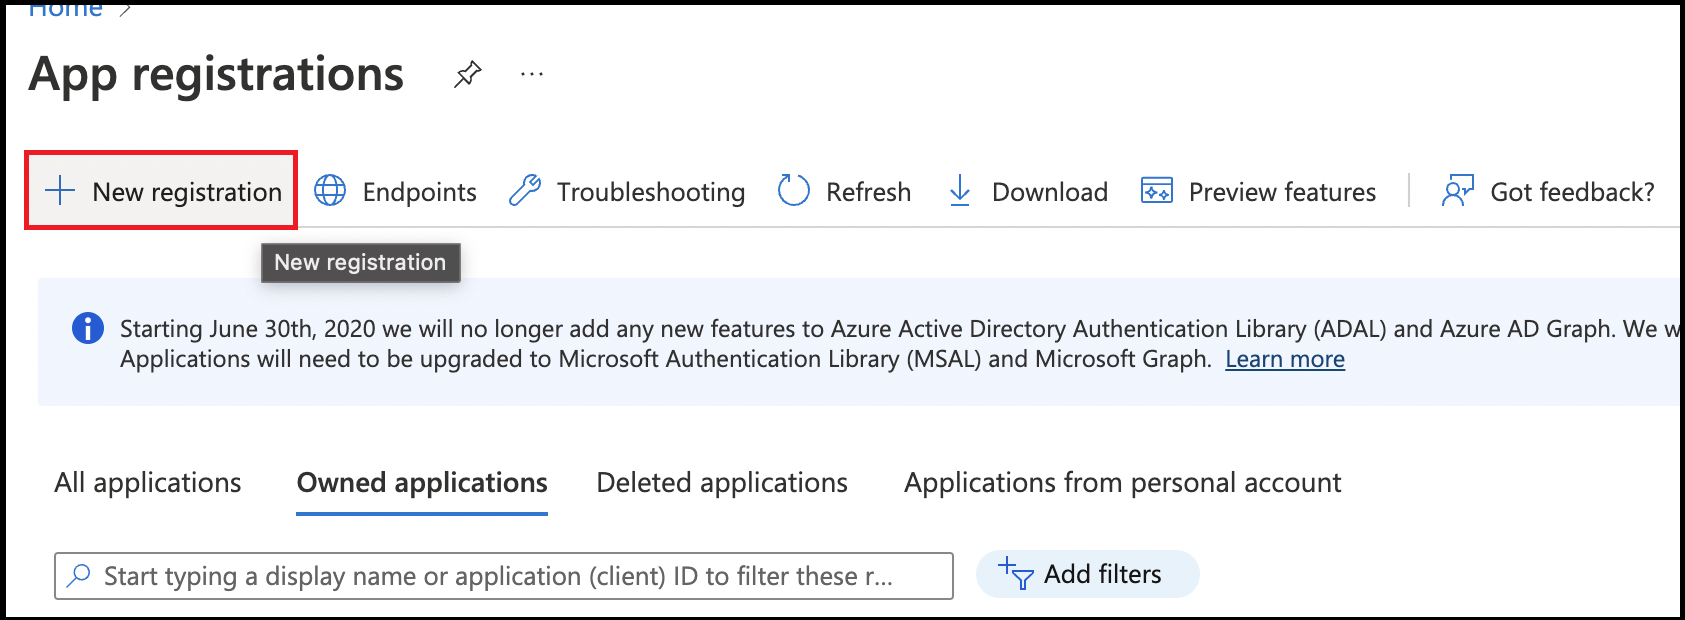 Home >
App registrations ...
New registration Endpoints Troubleshooting Refresh Download Preview features Got feedback?
New registration
Starting June 30th, 2020 we will no longer add any new features to Azure Active Directory Authentication Library (ADAL) and Azure AD Graph. We
Applications will need to be upgraded to Microsoft Authentication Library (MSAL) and Microsoft Graph. Learn more
All applications Owned applications Deleted applications Applications from personal account
Start typing a display name or application (client) ID to filter these r... Add filters